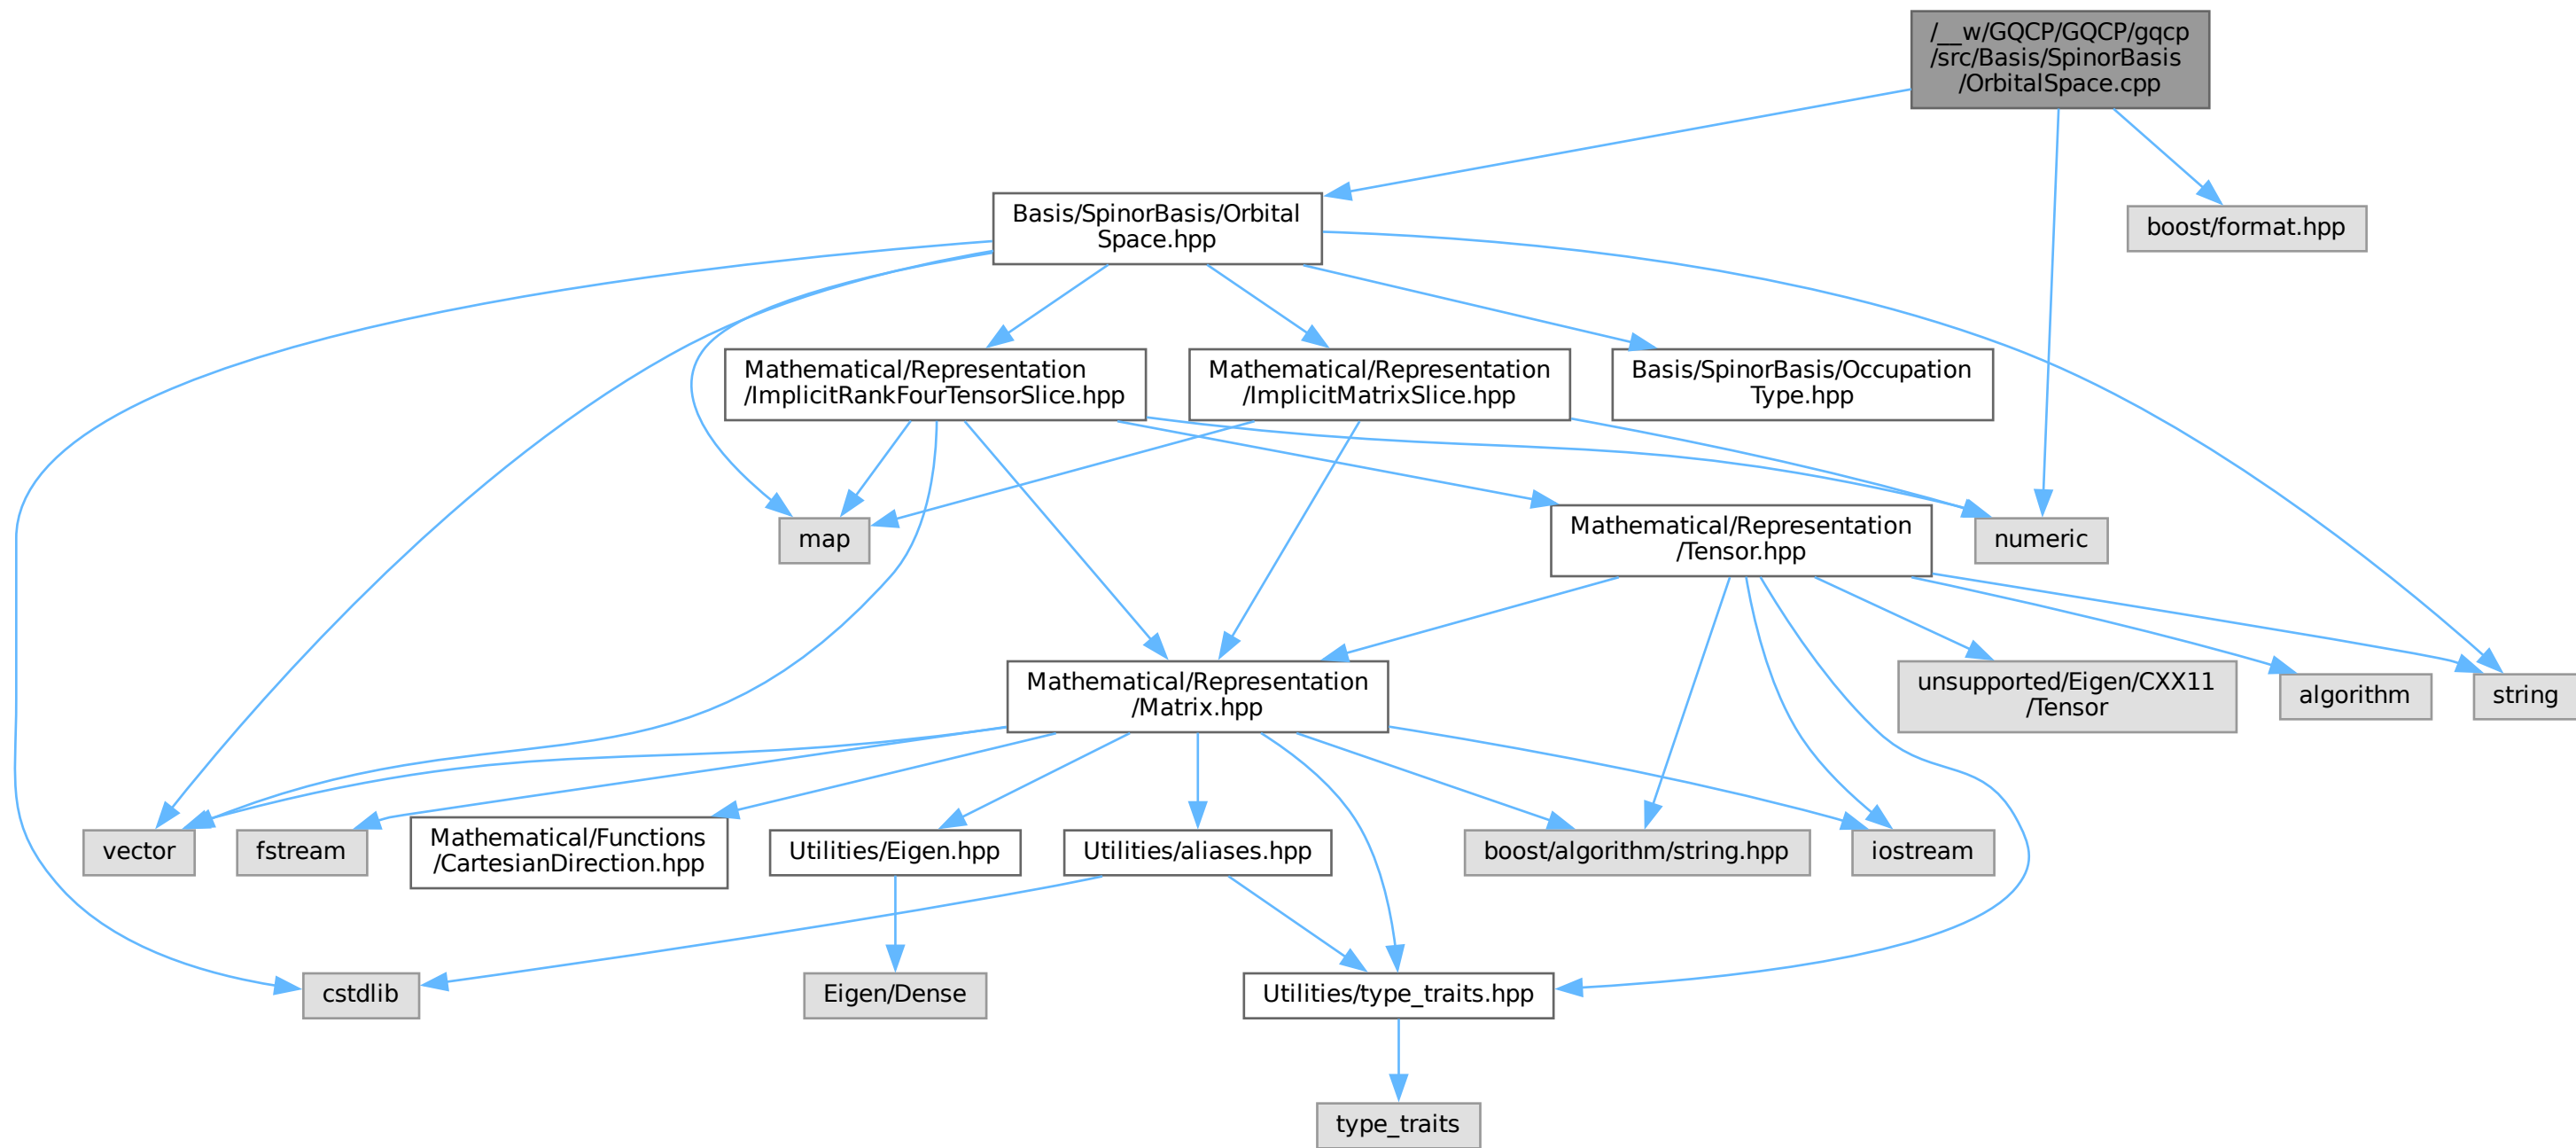 /__w/GQCP/GQCP/gqcp
/src/Basis/SpinorBasis
/OrbitalSpace.cpp
Basis/SpinorBasis/Orbital
Space.hpp
boost/format.hpp
Mathematical/Representation
/ImplicitRankFourTensorSlice.hpp
Mathematical/Representation
/ImplicitMatrixSlice.hpp
Basis/SpinorBasis/Occupation
Type.hpp
map
Mathematical/Representation
/Tensor.hpp
numeric
Mathematical/Representation
/Matrix.hpp
unsupported/Eigen/CXX11
/Tensor
algorithm
string
vector
fstream
Mathematical/Functions
/CartesianDirection.hpp
Utilities/Eigen.hpp
Utilities/aliases.hpp
boost/algorithm/string.hpp
iostream
cstdlib
Eigen/Dense
Utilities/type_traits.hpp
type_traits